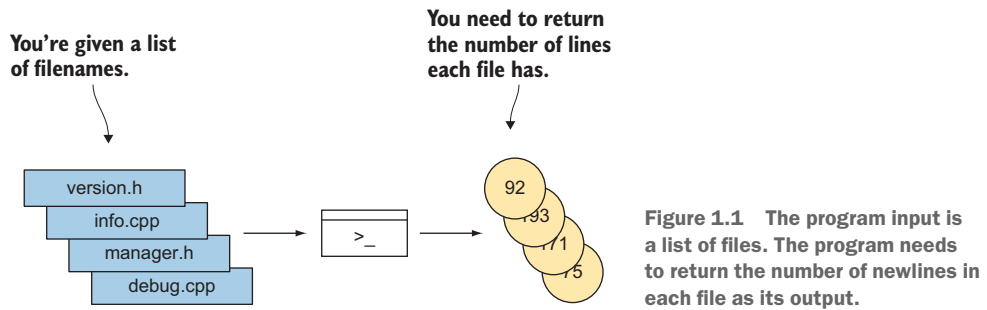 You're given a list
of filenames.
You need to return
the number of lines
each file has.
version.h
info.cpp
manager.h
debug.cpp
>_
92
93
71
75
Figure 1.1 The program input is
a list of files. The program needs
to return the number of newlines in
each file as its output.